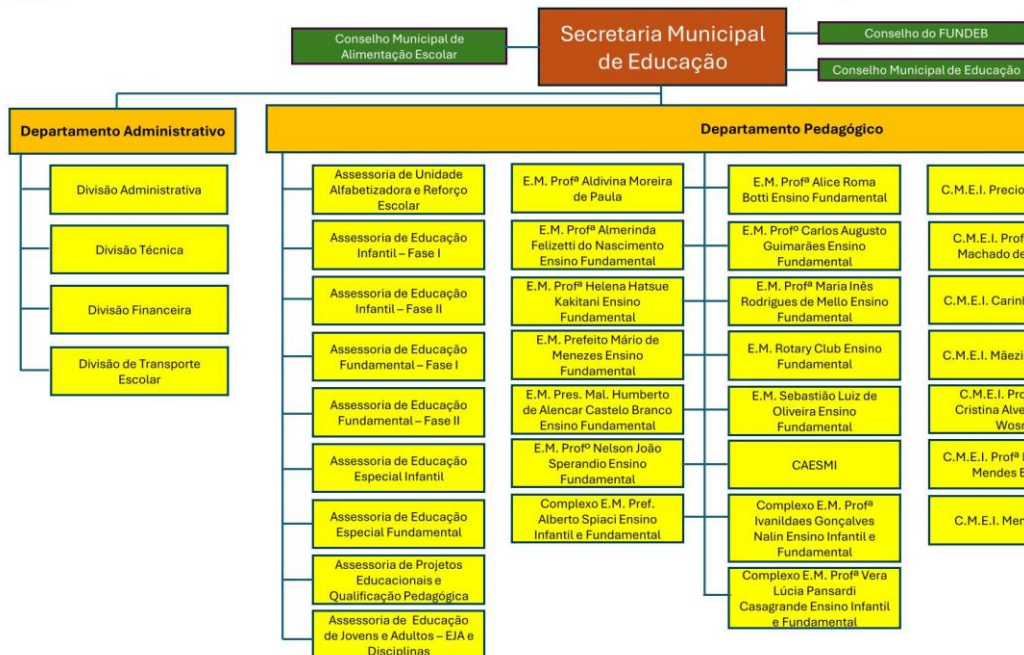 Secretaria Municipal
de Educação
Conselho Municipal de
Alimentação Escolar
Conselho do FUNDEB
Conselho Municipal de Educação
Departamento Administrativo
Divisão Administrativa
Divisão Técnica
Divisão Financeira
Divisão de Transporte
Escolar
Departamento Pedagógico
Assessoria de Unidade
Alfabetizadora e Reforço
Escolar
Assessoria de Educação
Infantil – Fase I
Assessoria de Educação
Infantil – Fase II
Assessoria de Educação
Fundamental – Fase I
Assessoria de Educação
Fundamental – Fase II
Assessoria de Educação
Especial Infantil
Assessoria de Educação
Especial Fundamental
Assessoria de Projetos
Educacionais e
Qualificação Pedagógica
Assessoria de Educação
de Jovens e Adultos – EJA e
Disciplinas
E.M. Profª Aldivina Moreira
de Paula
E.M. Profª Almerinda
Felizetti do Nascimento
Ensino Fundamental
E.M. Profª Helena Hatsue
Kakitani Ensino
Fundamental
E.M. Prefeito Mário de
Menezes Ensino
Fundamental
E.M. Pres. Mal. Humberto
de Alencar Castelo Branco
Ensino Fundamental
E.M. Profº Nelson João
Sperandio Ensino
Fundamental
Complexo E.M. Pref.
Alberto Spiaci Ensino
Infantil e Fundamental
E.M. Profª Alice Roma
Botti Ensino Fundamental
E.M. Profº Carlos Augusto
Guimarães Ensino
Fundamental
E.M. Profª Maria Inês
Rodrigues de Mello Ensino
Fundamental
E.M. Rotary Club Ensino
Fundamental
E.M. Sebastião Luiz de
Oliveira Ensino
Fundamental
CAESMI
Complexo E.M. Profª
Ivanildaes Gonçalves
Nalin Ensino Infantil e
Fundamental
Complexo E.M. Profª Vera
Lúcia Pansardi
Casagrande Ensino Infantil
e Fundamental
C.M.E.I.
C.M.E.I.
Machado
C.M.E.I.
C.M.E.I.
C.M.E.I.
Cristina
C.M.E.I. Profª
Mendes
C.M.E.I.